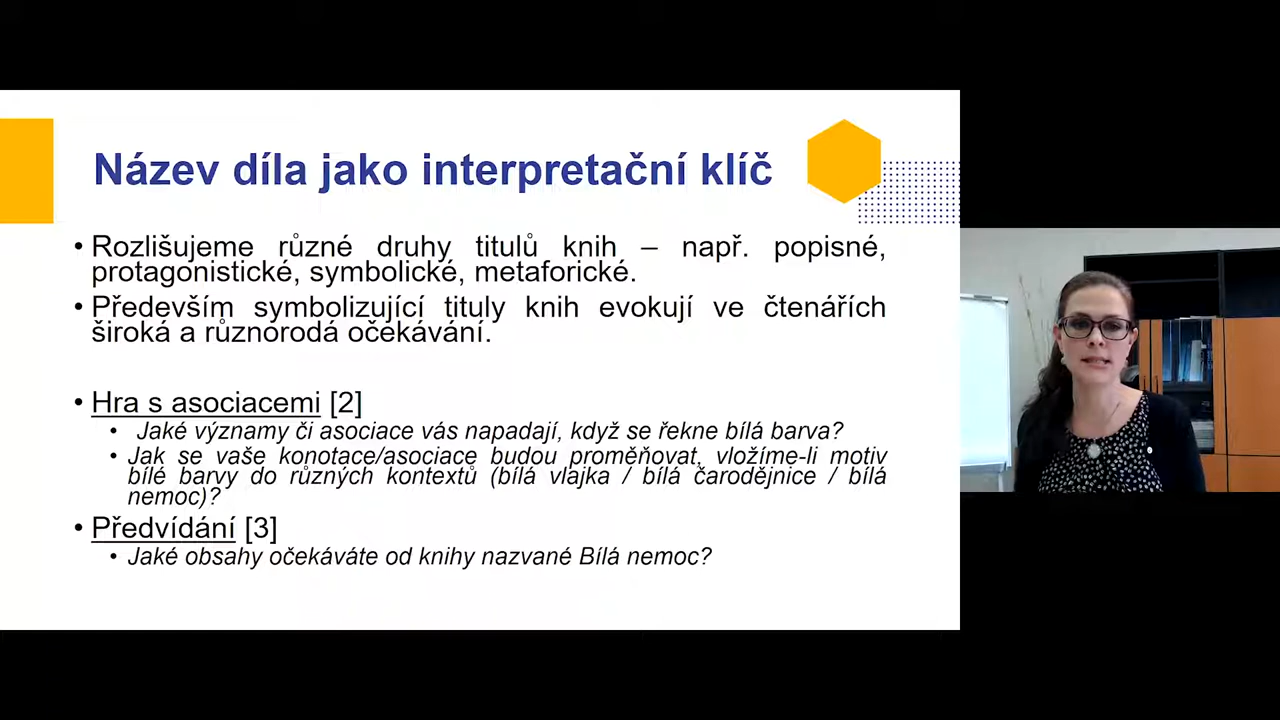 Název díla jako interpretační klíč
• Rozlišujeme různé druhy titulů knih – např. popisné,
protagonistické, symbolické, metaforické.
• Především symbolizující tituly knih evokují ve čtenářích
široká a různórodá očekávání.
• Hra s asociacemi [2]
• Jaké významy či asociace vás napadají, když se řekne bílá barva?
• Jak se vaše konotace/asociace budou proměňovat, vložíme-li motiv
bílé barvy do různých kontextů (bílá vlajka / bílá čarodějnice / bílá
nemoc)?
• Předvídání [3]
• Jaké obsahy očekáváte od knihy nazvané Bílá nemoc?